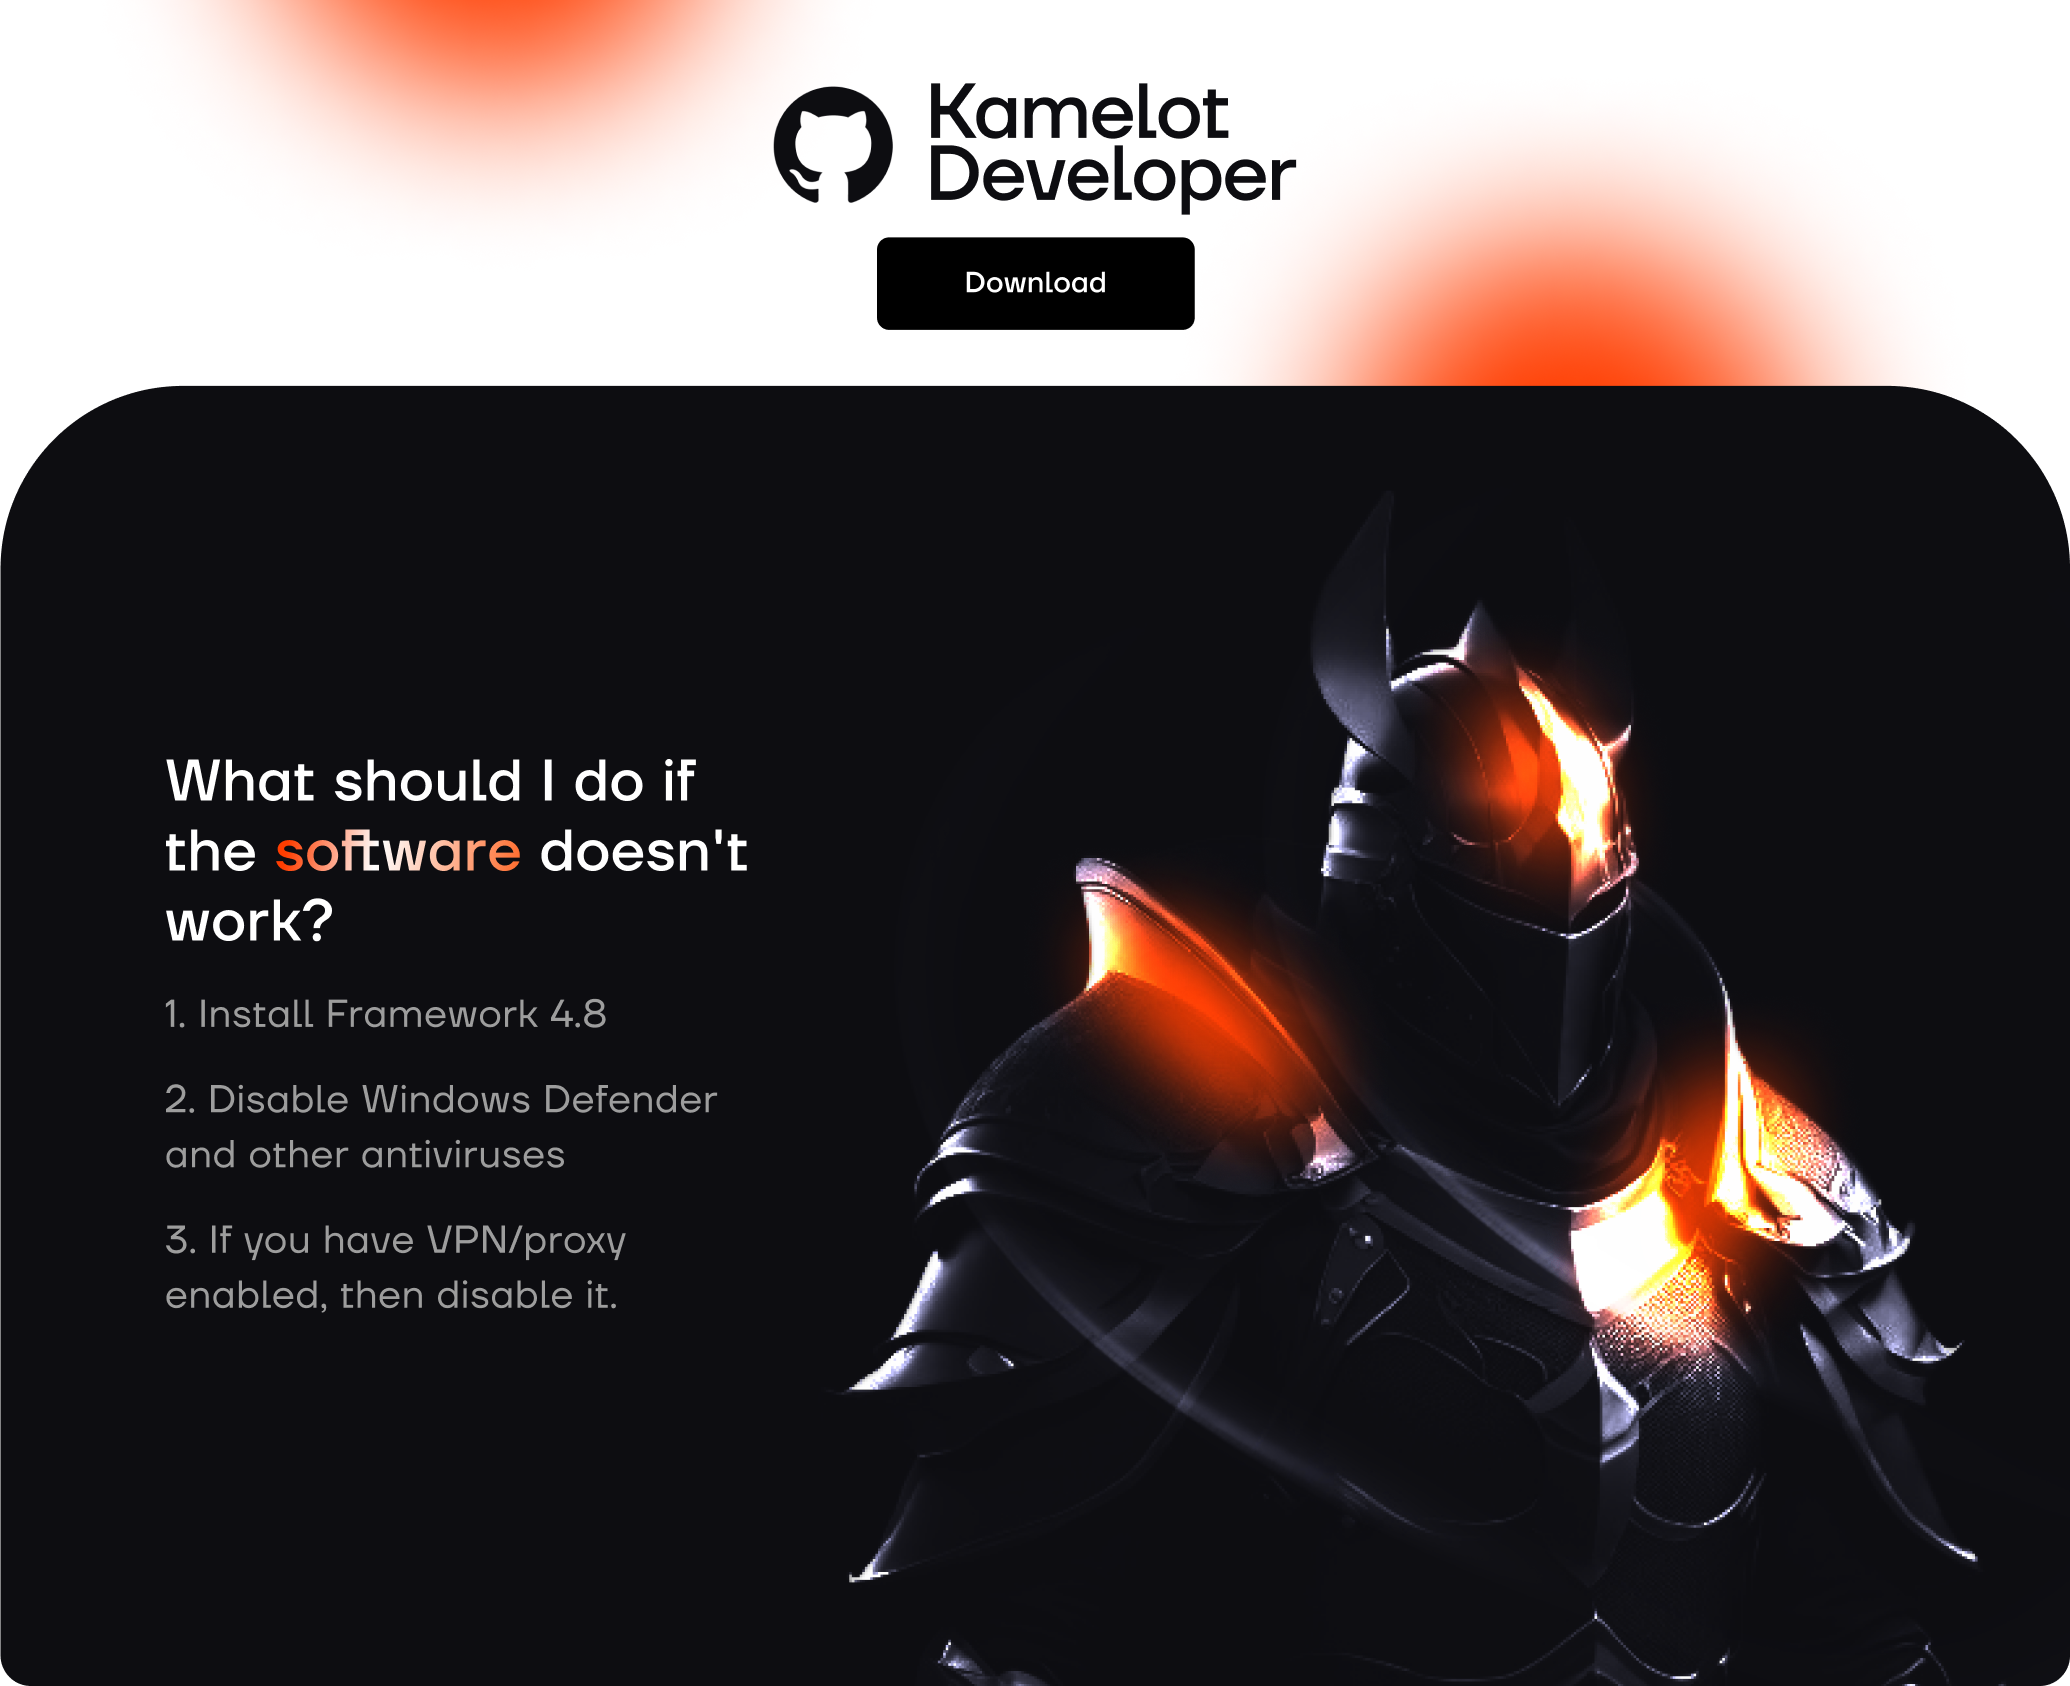 Kamelot
Developer
Download
What should I do if
the software doesn't
work?
1. Install Framework 4.8
2. Disable Windows Defender
and other antiviruses
3. If you have VPN/proxy
enabled, then disable it.